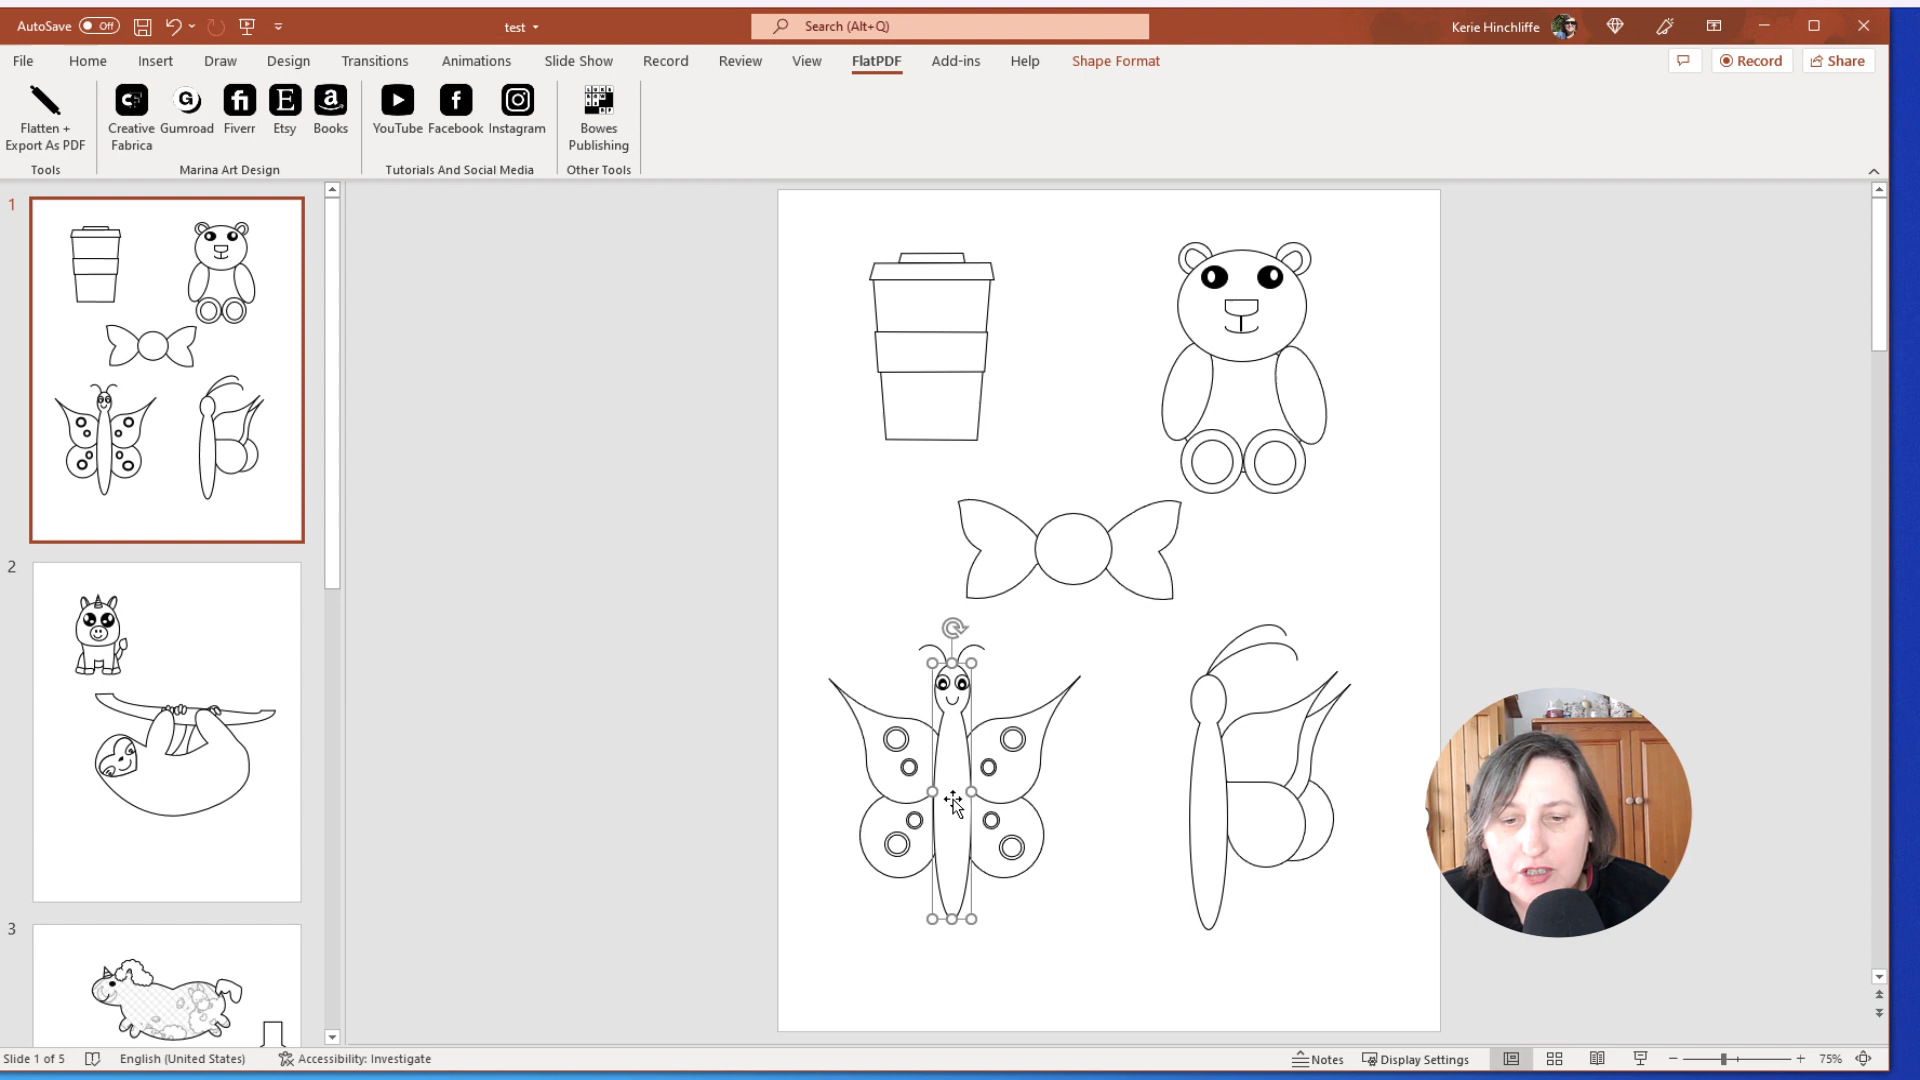 AutoSave Off
test
Search (Alt+Q)
Kerie Hinchliffe
File Home Insert Draw Design Transitions Animations Slide Show Record Review View FlatPDF Add-ins Help Shape Format
Record Share
Flatten + Export As PDF
Creative Fabrica
Gumroad
Fiverr
Etsy
Books
YouTube
Facebook
Instagram
Bowes Publishing
Tools
Marina Art Design
Tutorials And Social Media
Other Tools
1
2
3
Slide 1 of 5
English (United States)
Accessibility: Investigate
Notes
Display Settings
75%